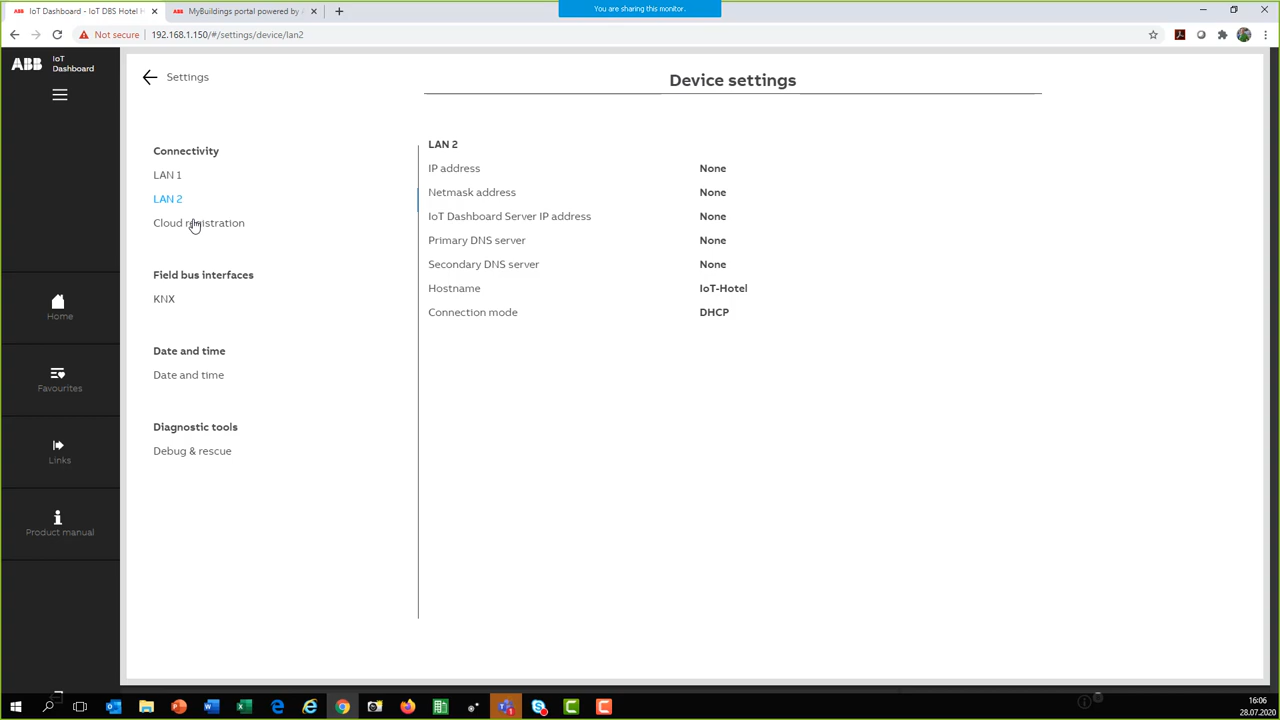 You are sharing this monitor.
IoT Dashboard - IoT DBS Hotel H
MyBuildings portal powered by
Not secure
192.168.1.150/#/settings/device/lan2
ABB
IoT
Dashboard
Settings
Device settings
Connectivity
LAN 1
LAN 2
Cloud registration
Field bus interfaces
KNX
Date and time
Date and time
Diagnostic tools
Debug & rescue
LAN 2
IP address None
Netmask address None
IoT Dashboard Server IP address None
Primary DNS server None
Secondary DNS server None
Hostname IoT-Hotel
Connection mode DHCP
Home
Favourites
Links
Product manual
16:06
28.07.2020